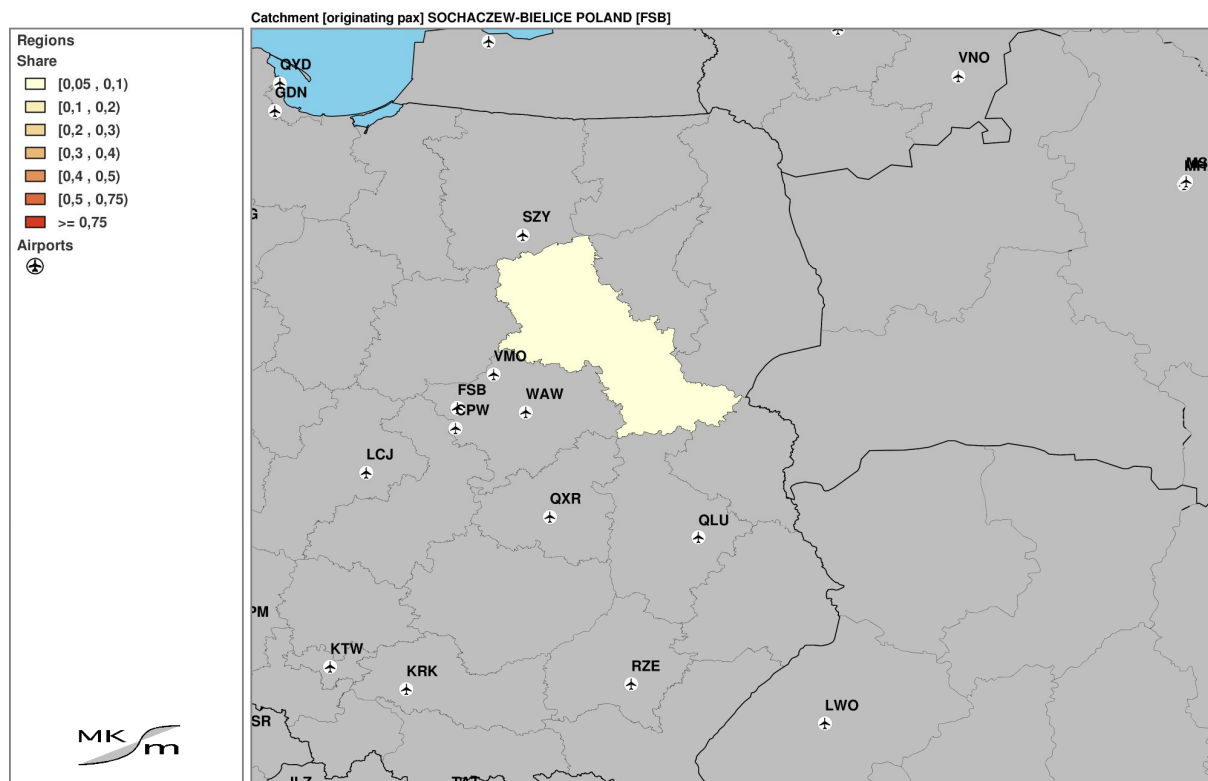 Catchment [originating pax] SOCHACZEW-BIELICE POLAND [FSB]
Regions
Share
[0,05 , 0,1)
[0,1 , 0,2)
[0,2 , 0,3)
[0,3 , 0,4)
[0,4 , 0,5)
[0,5 , 0,75)
>= 0,75
Airports
QYD
GDN
VNO
SZY
VMO
FSB
CPW
WAW
LCJ
QXR
QLU
KTW
KRK
RZE
LWO
MKm